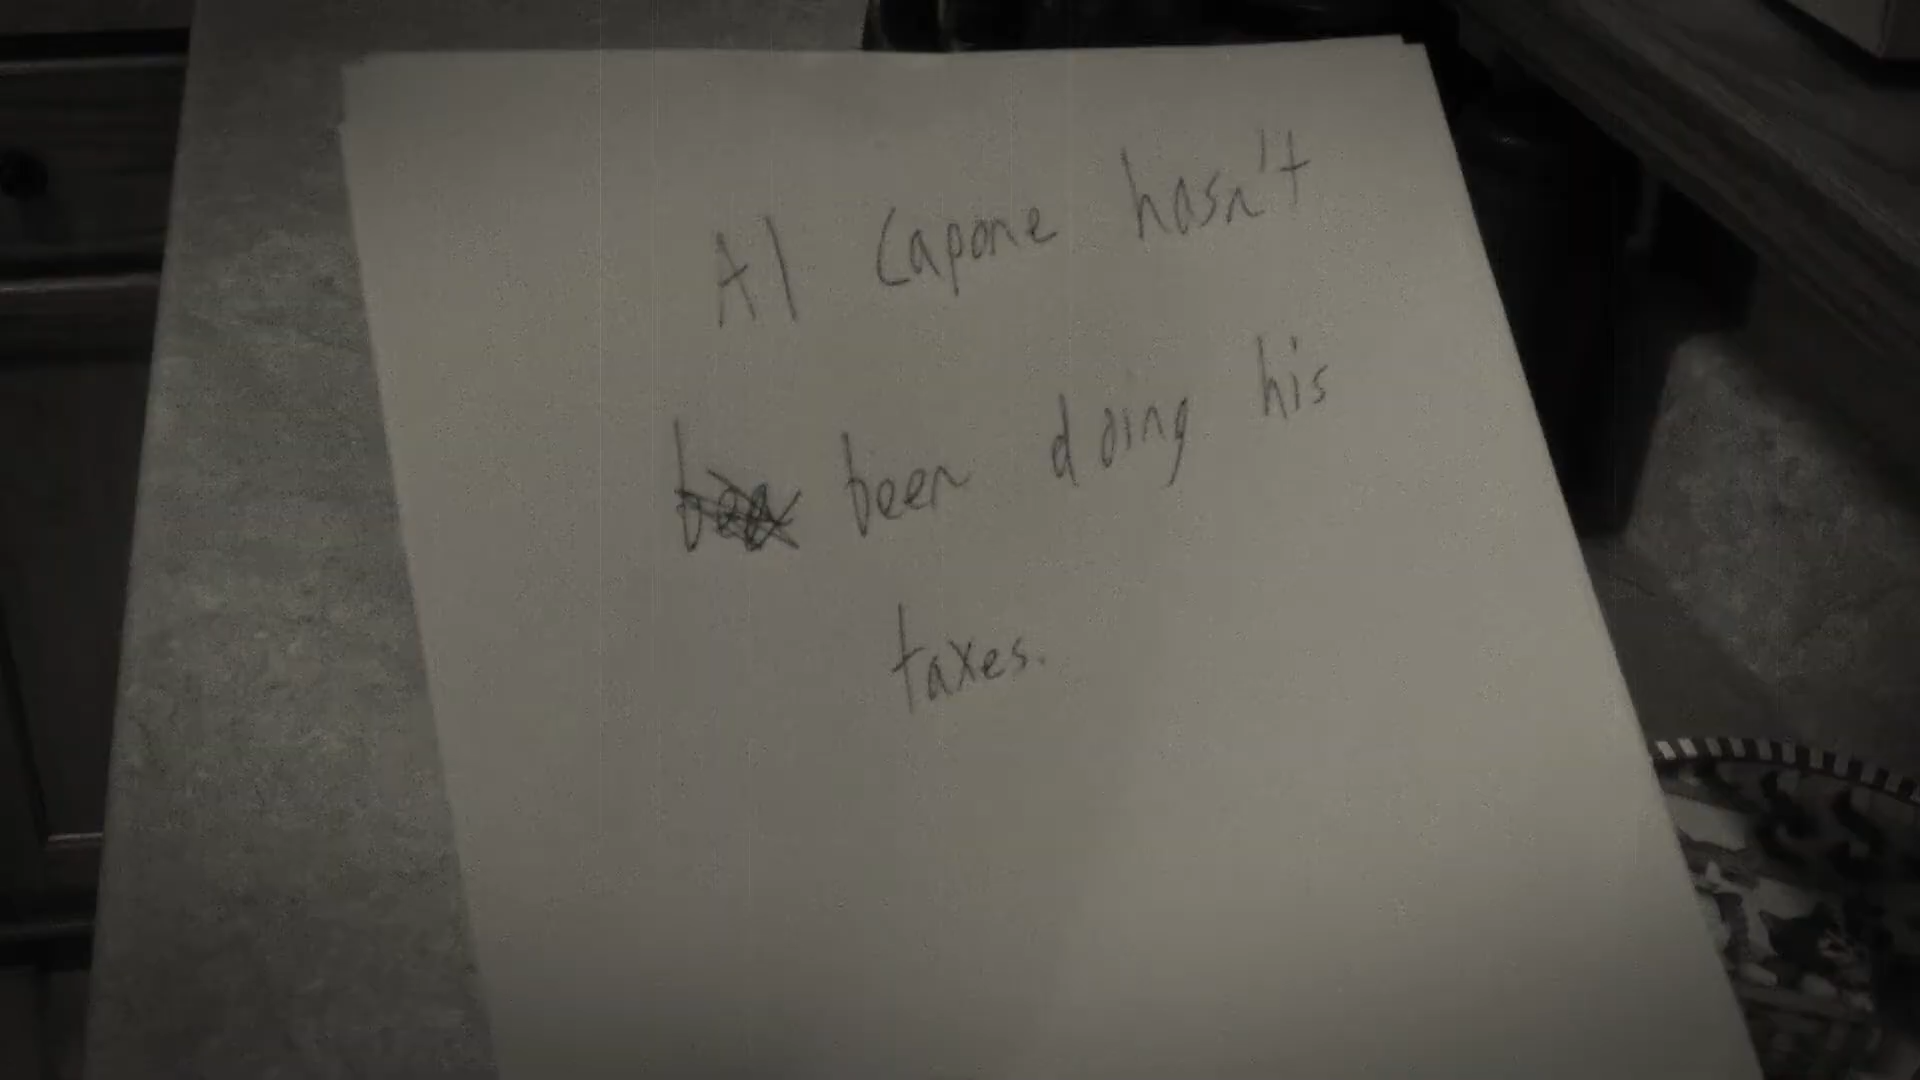 Al Capone hasn't
been doing his
taxes.